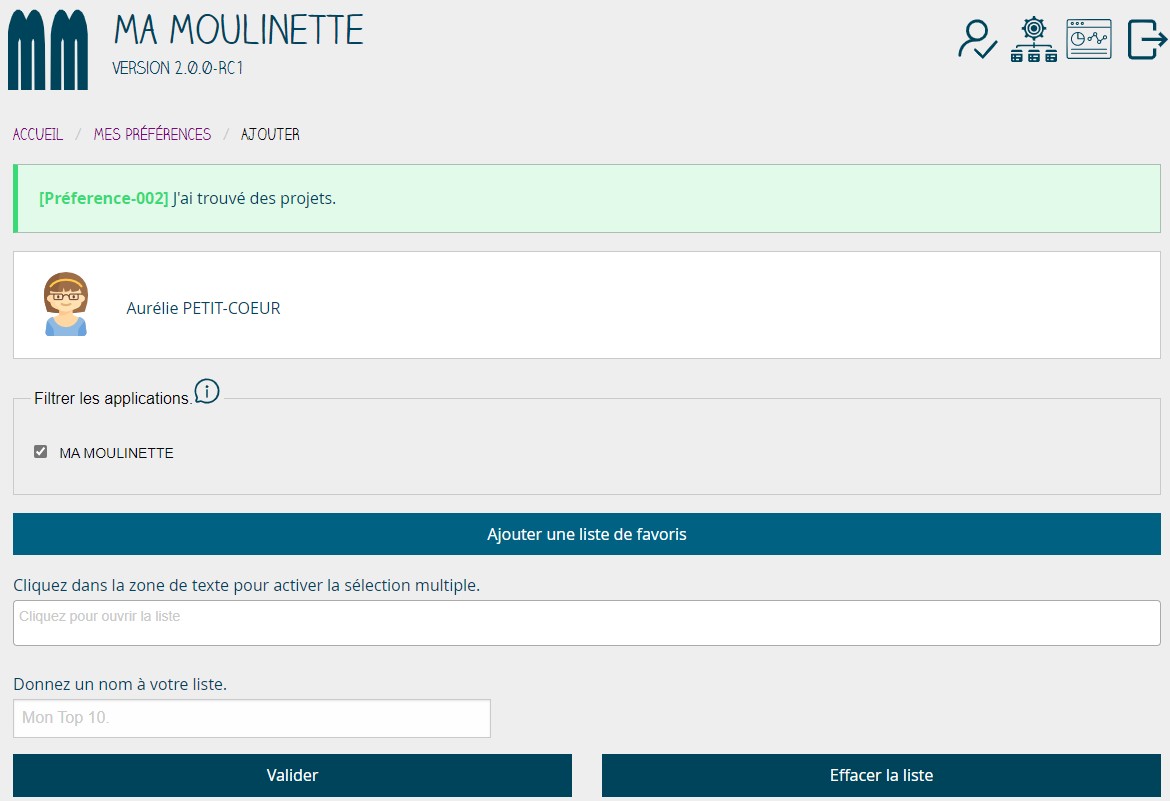 MA MOULINETTE
VERSION 2.0.0-RC1
ACCUEIL / MES PRÉFÉRENCES / AJOUTER
[Préference-002] J'ai trouvé des projets.
Aurélie PETIT-COEUR
Filtrer les applications.
MA MOULINETTE
Ajouter une liste de favoris
Cliquez dans la zone de texte pour activer la sélection multiple.
Cliquez pour ouvrir la liste
Donnez un nom à votre liste.
Mon Top 10.
Valider
Effacer la liste